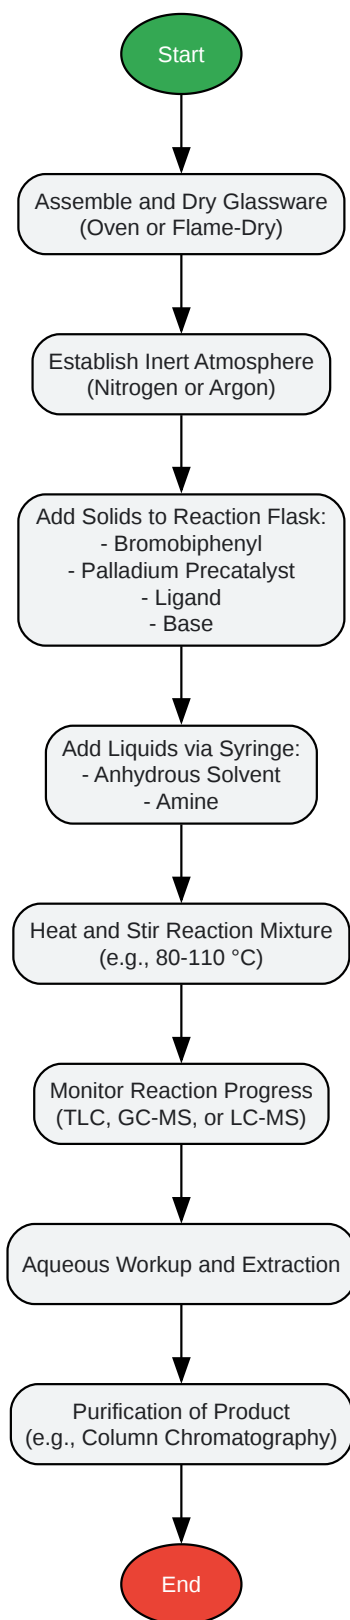 Start
Assemble and Dry Glassware
(Oven or Flame-Dry)
Establish Inert Atmosphere
(Nitrogen or Argon)
Add Solids to Reaction Flask:
- Bromobiphenyl
- Palladium Precatalyst
- Ligand
- Base
Add Liquids via Syringe:
- Anhydrous Solvent
- Amine
Heat and Stir Reaction Mixture
(e.g., 80-110 °C)
Monitor Reaction Progress
(TLC, GC-MS, or LC-MS)
Aqueous Workup and Extraction
Purification of Product
(e.g., Column Chromatography)
End